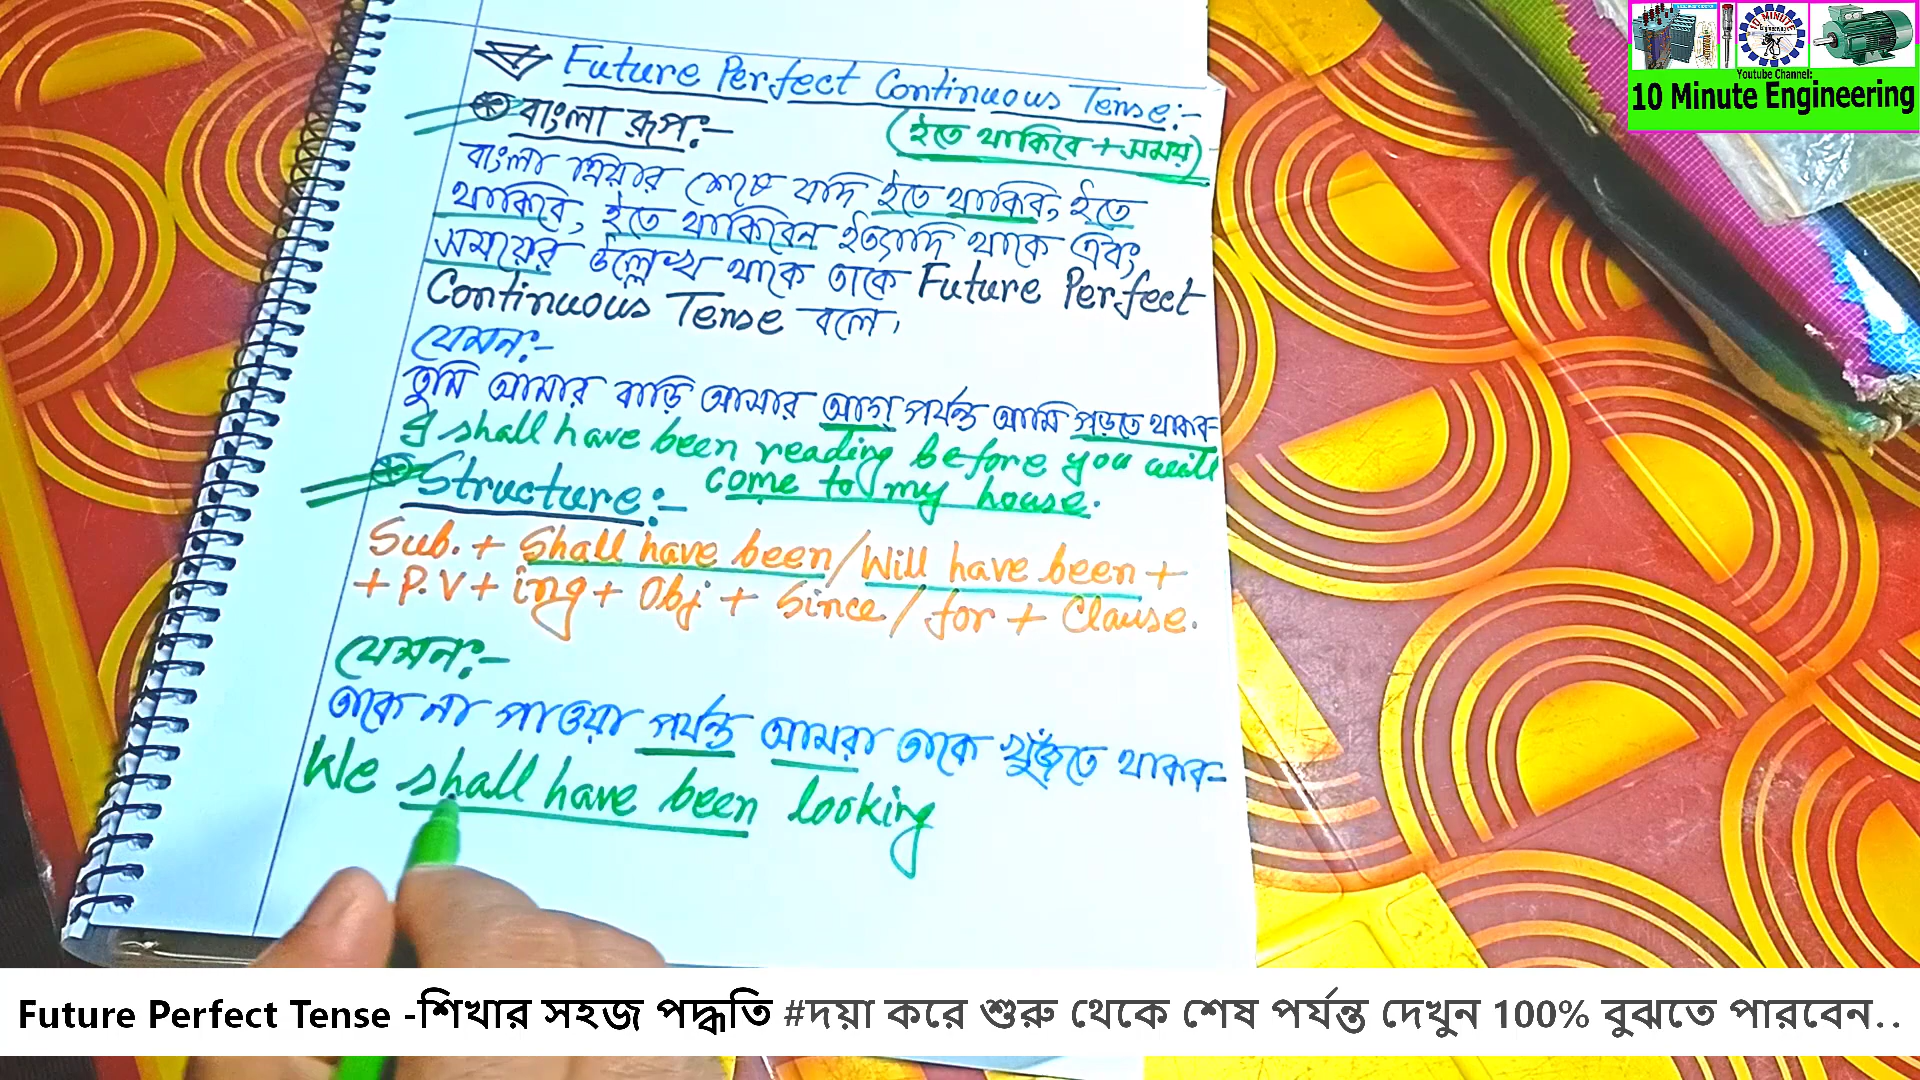 Future Perfect Continuous Tense:-
বাংলা রূপ:-
(ইতে থাকিবে + সময়)
বাংলা ক্রিয়ার শেষে যদি ইতে থাকিব, ইতে
থাকিবে, ইতে থাকিবেন ইত্যাদি থাকে এবং
সময়ের উল্লেখ থাকে তাকে Future Perfect
Continuous Tense বলে,
যেমন:-
তুমি আমার বাড়ি আসার আগ পর্যন্ত আমি পড়তে থাকব-
I shall have been reading before you will
come to my house.
Structure:-
Sub. + Shall have been/Will have been +
+ P.V + ing + Obj + Since/for + Clause.
যেমন:-
তাকে না পাওয়া পর্যন্ত আমরা তাকে খুঁজতে থাকব-
We shall have been looking
10 MINUTE
Youtube Channel:
10 Minute Engineering
Future Perfect Tense -শিখার সহজ পদ্ধতি #দয়া করে শুরু থেকে শেষ পর্যন্ত দেখুন 100% বুঝতে পারবেন..